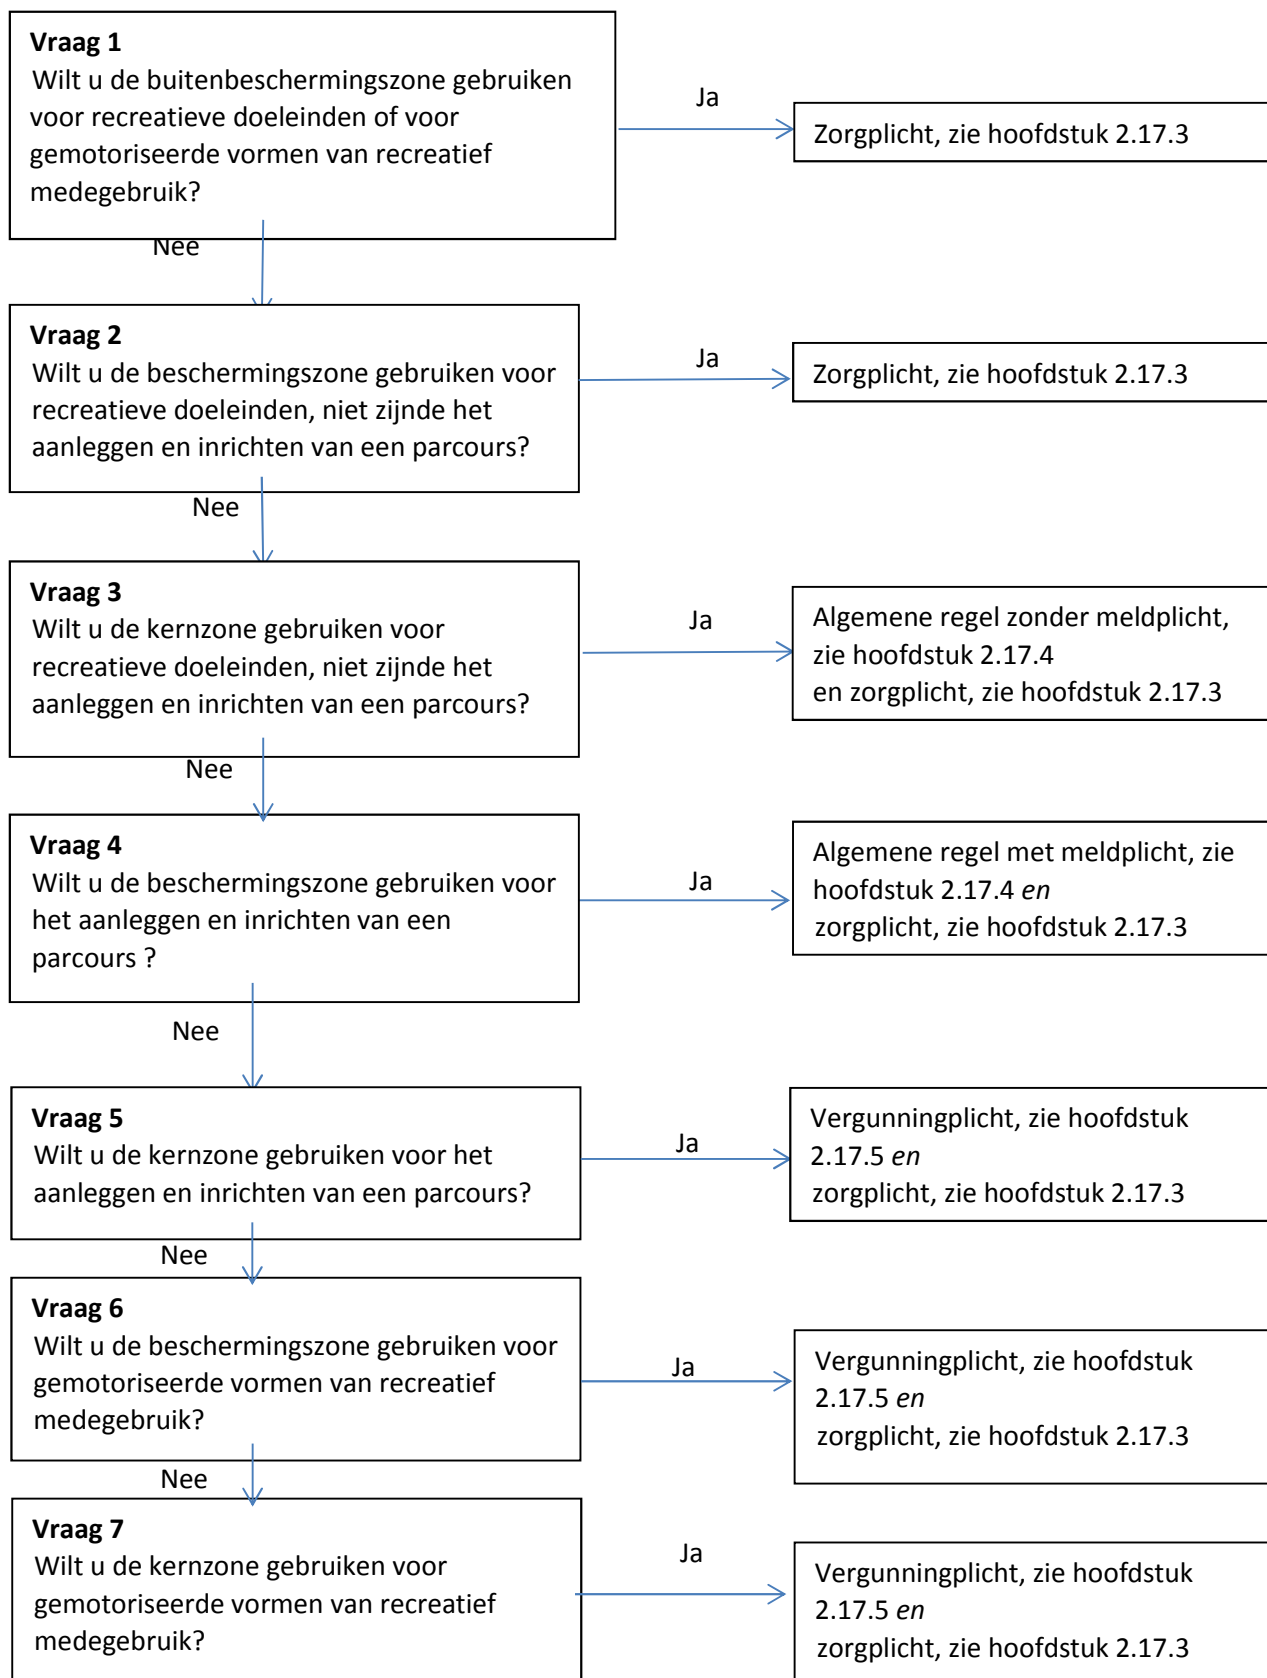 Vraag 1
Wilt u de buitenbeschermingszone gebruiken
voor recreatieve doeleinden of voor
gemotoriseerde vormen van recreatief
medegebruik?
Ja
Zorgplicht, zie hoofdstuk 2.17.3
Nee
Vraag 2
Wilt u de beschermingszone gebruiken voor
recreatieve doeleinden, niet zijnde het
aanleggen en inrichten van een parcours?
Ja
Zorgplicht, zie hoofdstuk 2.17.3
Nee
Vraag 3
Wilt u de kernzone gebruiken voor
recreatieve doeleinden, niet zijnde het
aanleggen en inrichten van een parcours?
Ja
Algemene regel zonder meldplicht,
zie hoofdstuk 2.17.4
en zorgplicht, zie hoofdstuk 2.17.3
Nee
Vraag 4
Wilt u de beschermingszone gebruiken voor
het aanleggen en inrichten van een
parcours ?
Ja
Algemene regel met meldplicht, zie
hoofdstuk 2.17.4 en
zorgplicht, zie hoofdstuk 2.17.3
Nee
Vraag 5
Wilt u de kernzone gebruiken voor het
aanleggen en inrichten van een parcours?
Ja
Vergunningplicht, zie hoofdstuk
2.17.5 en
zorgplicht, zie hoofdstuk 2.17.3
Nee
Vraag 6
Wilt u de beschermingszone gebruiken voor
gemotoriseerde vormen van recreatief
medegebruik?
Ja
Vergunningplicht, zie hoofdstuk
2.17.5 en
zorgplicht, zie hoofdstuk 2.17.3
Nee
Vraag 7
Wilt u de kernzone gebruiken voor
gemotoriseerde vormen van recreatief
medegebruik?
Ja
Vergunningplicht, zie hoofdstuk
2.17.5 en
zorgplicht, zie hoofdstuk 2.17.3